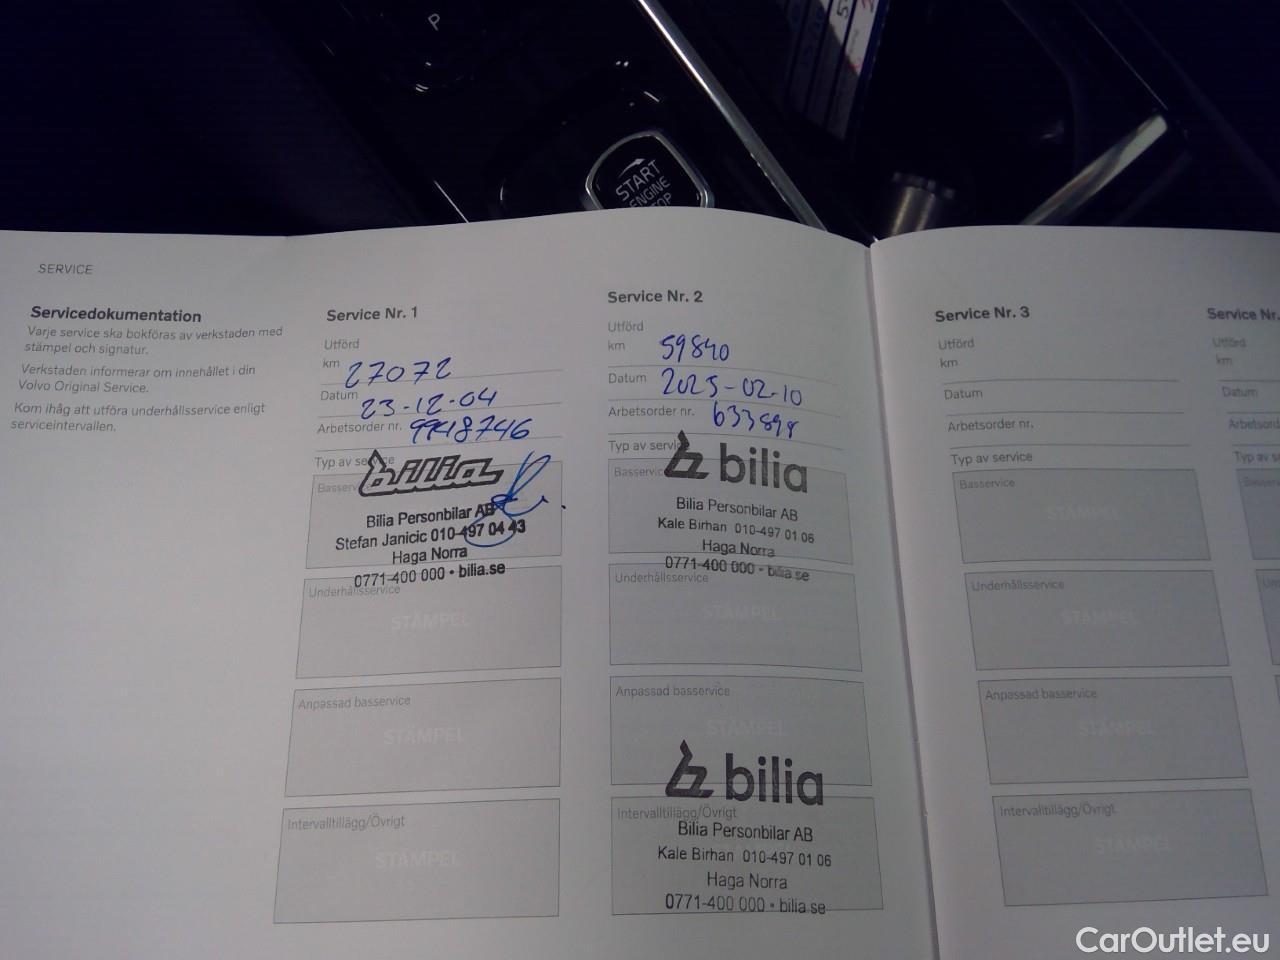 P
START
ENGINE
STOP
SERVICE
Servicedokumentation
Varje service ska bokföras av verkstaden med
stämpel och signatur.
Verkstaden informerar om innehållet i din
Volvo Original Service.
Kom ihåg att utföra underhållsservice enligt
serviceintervallen.
Service Nr. 1
Utförd
km 27072
Datum 23-12-04
Arbetsorder nr. 9948746
Typ av service
Basservice
bilia
Bilia Personbilar AB
Stefan Janicic 010-497 04 43
Haga Norra
0771-400 000 • bilia.se
Underhållsservice
STÄMPEL
Anpassad basservice
STÄMPEL
Intervalltillägg/Övrigt
STÄMPEL
Service Nr. 2
Utförd
km 59840
Datum 2025-02-10
Arbetsorder nr. 633898
Typ av service
Basservice
bilia
Bilia Personbilar AB
Kale Birhan 010-497 01 06
Haga Norra
0771-400 000 • bilia.se
Underhållsservice
STÄMPEL
Anpassad basservice
STÄMPEL
bilia
Intervalltillägg/Övrigt
Bilia Personbilar AB
Kale Birhan 010-497 01 06
Haga Norra
0771-400 000 • bilia.se
Service Nr. 3
Utförd
km
Datum
Arbetsorder nr.
Typ av service
Basservice
STÄMPEL
Underhållsservice
STÄMPEL
Anpassad basservice
STÄMPEL
Intervalltillägg/Övrigt
STÄMPEL
Service Nr.
Utförd
km
Datum
CarOutlet.eu